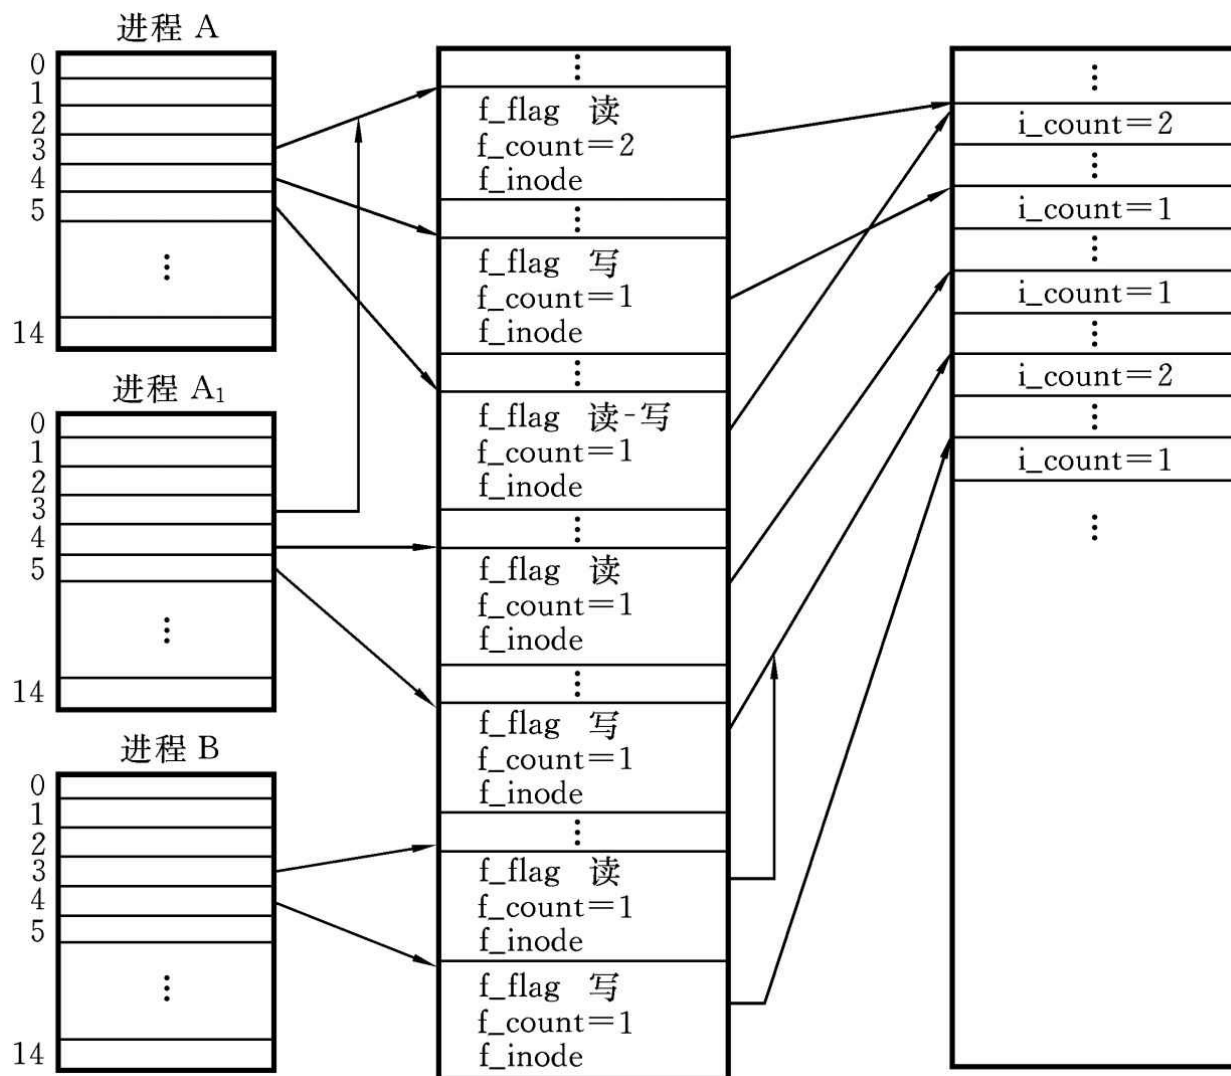 进程 A
0
1
2
3
4
5
⋮
14
进程 A₁
0
1
2
3
4
5
⋮
14
进程 B
0
1
2
3
4
5
⋮
14
⋮
f_flag 读
f_count=2
f_inode
⋮
f_flag 写
f_count=1
f_inode
⋮
f_flag 读-写
f_count=1
f_inode
⋮
f_flag 读
f_count=1
f_inode
⋮
f_flag 写
f_count=1
f_inode
⋮
f_flag 读
f_count=1
f_inode
f_flag 写
f_count=1
f_inode
⋮
i_count=2
⋮
i_count=1
⋮
i_count=1
⋮
i_count=2
⋮
i_count=1
⋮